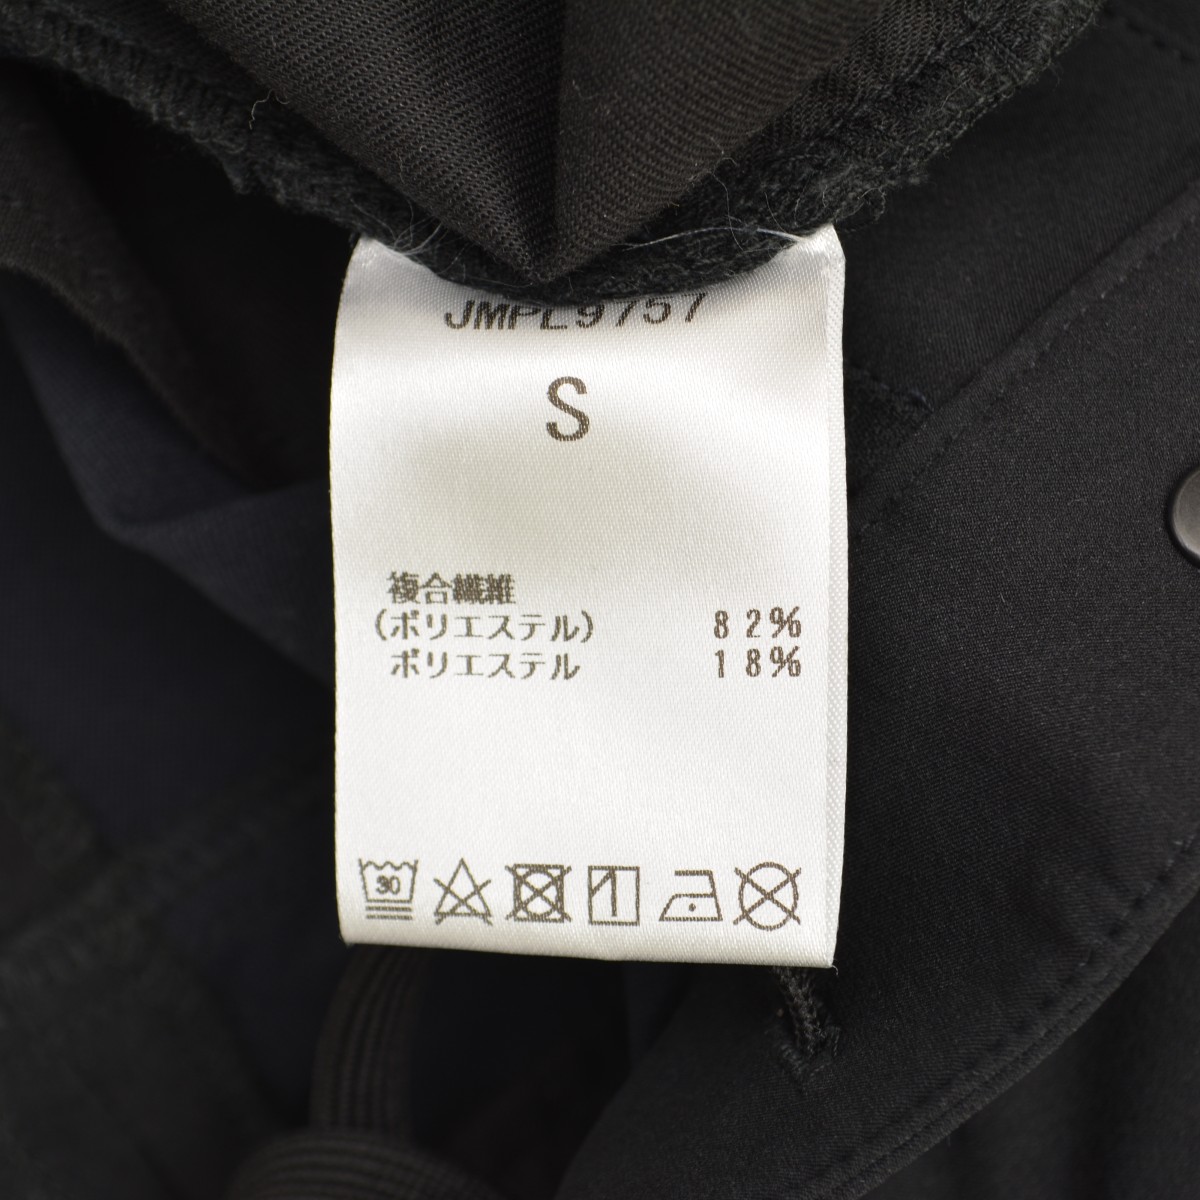 JMPL9757
S
複合繊維
(ポリエステル) 82%
ポリエステル 18%
30